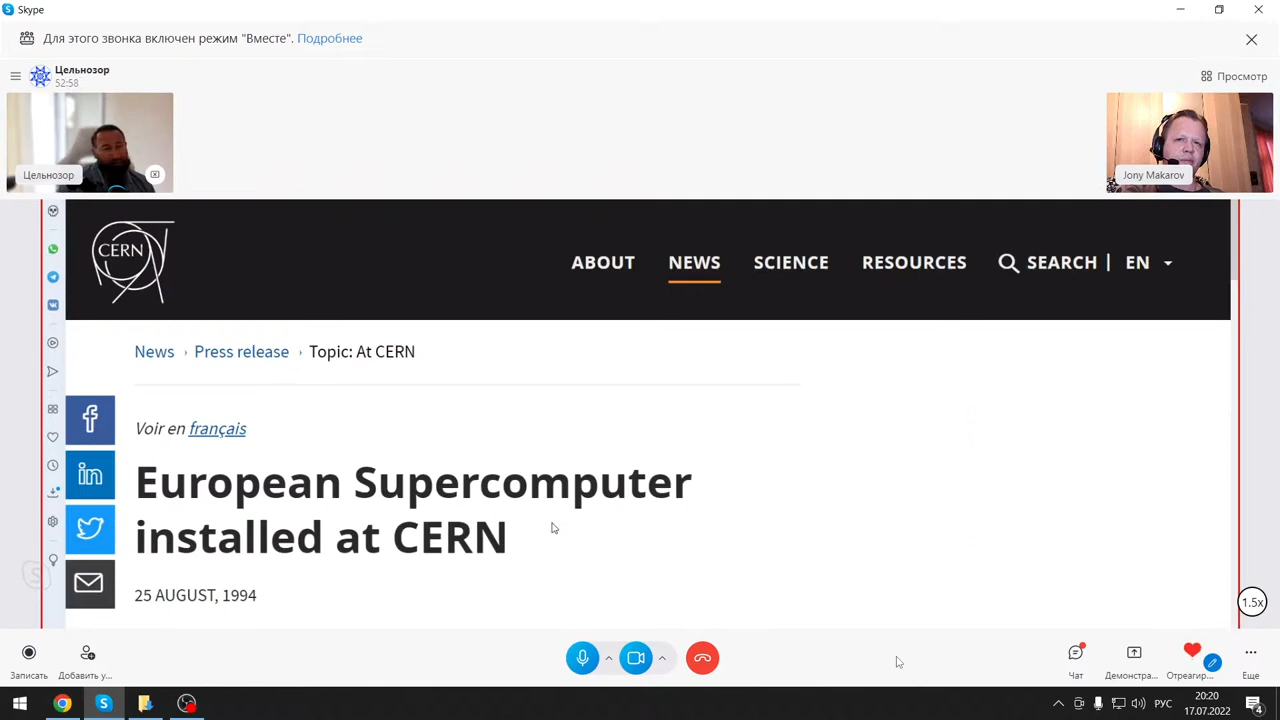 Skype
Для этого звонка включен режим "Вместе". Подробнее
Цельнозор
52:58
Просмотр
Цельнозор
Jony Makarov
CERN
ABOUT NEWS SCIENCE RESOURCES SEARCH | EN
News › Press release › Topic: At CERN
Voir en français
European Supercomputer
installed at CERN
25 AUGUST, 1994
1.5x
Записать
Добавить у...
Чат
Демонстра...
Отреагир...
Еще
РУС
20:20
17.07.2022
4